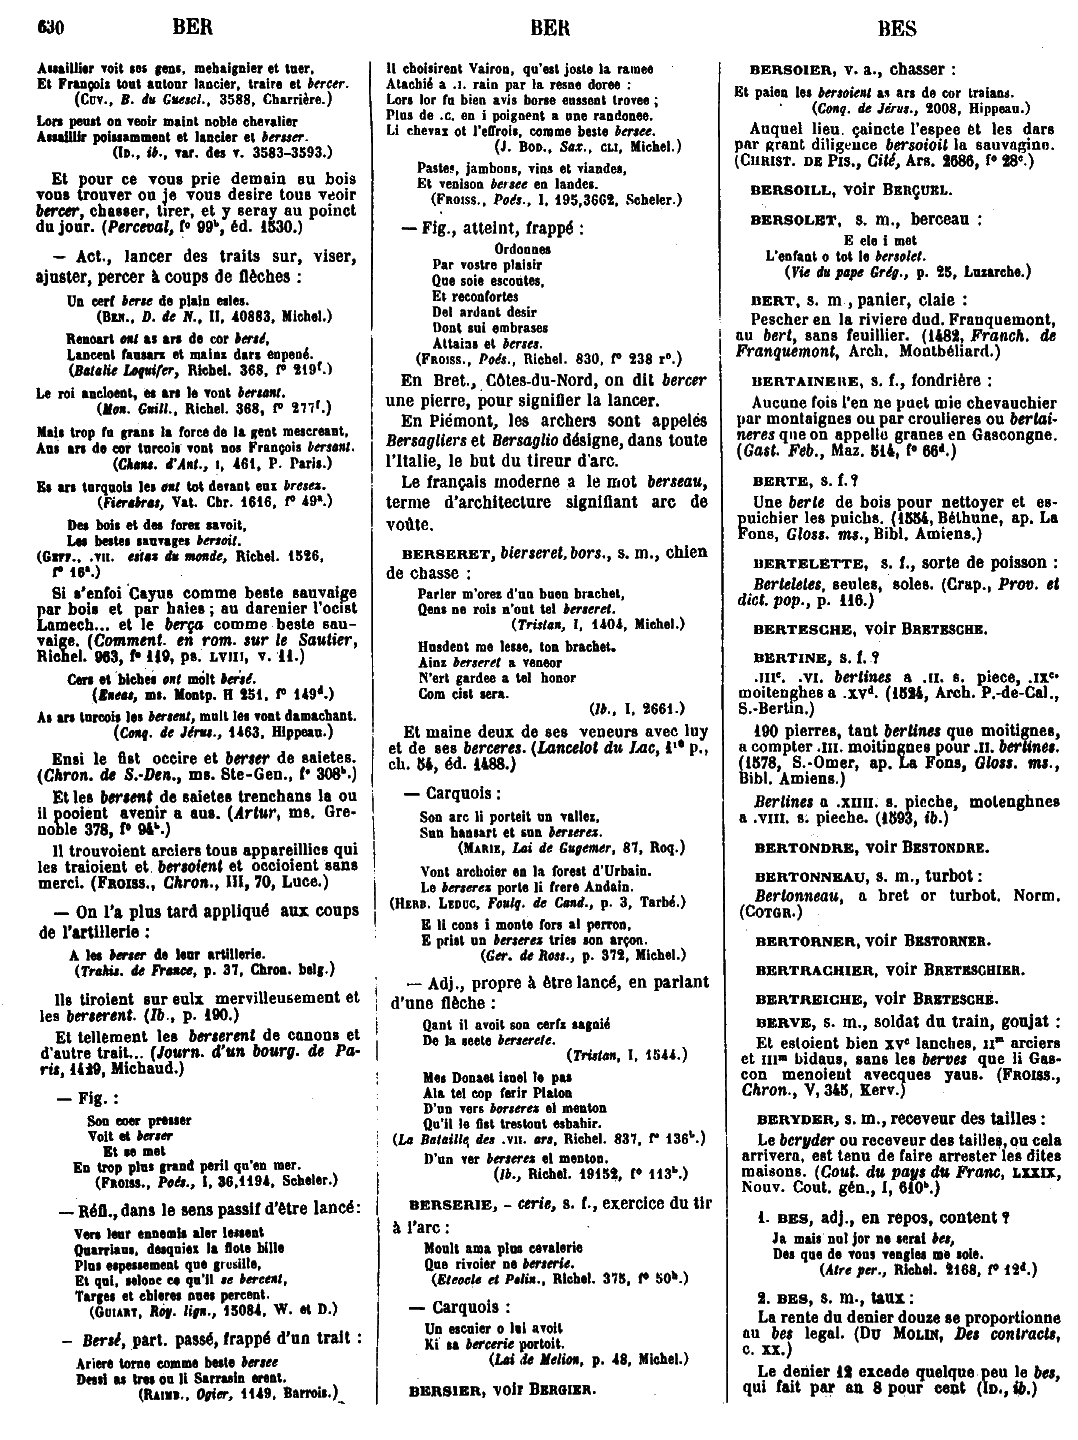 630 BER BER BES
Assaillier voit ses gens, mehaignier et tuer,
Et François tout autour lancier, traire et bercer.
(Cuv., B. du Guescl., 3588, Charrière.)
Lors peust on veoir maint noble chevalier
Assaillir poissamment et lancier et bersser.
(Id., ib., var. des v. 3583-3593.)
Et pour ce vous prie demain au bois
vous trouver ou je vous desire tous veoir
bercer, chasser, tirer, et y seray au poinct
du jour. (Perceval, f° 99ᵇ, éd. 1530.)
— Act., lancer des traits sur, viser,
ajuster, percer à coups de flèches :
Un cerf berse de plain esles.
(Ben., D. de N., II, 40883, Michel.)
Renoart ont as ars de cor bersé,
Lancent fausarz et mainz dars enpené.
(Batalie Loquifer, Richel. 368, f° 219ᶠ.)
Le roi ancloent, es ars le vont bersant.
(Mon. Guill., Richel. 368, f° 277ᶠ.)
Mais trop fu grans la force de la gent mescreant,
Aus ars de cor turcois vont nos François bersant.
(Chans. d'Ant., I, 461, P. Paris.)
Es ars turquois les ont tot devant eux bresez.
(Fierabras, Vat. Chr. 1616, f° 49ᵃ.)
Des bois et des forez savoit,
Les bestes sauvages bersoit.
(Geff., .vii. estaz du monde, Richel. 1526,
f° 16ᵃ.)
Si s'enfoi Cayus comme beste sauvaige
par bois et par haies ; au darenier l'ocist
Lamech... et le berça comme beste sau-
vaige. (Comment. en rom. sur le Sautier,
Richel. 963, f° 119, ps. LVIII, v. 11.)
Cers et biches ont molt bersé.
(Eneas, ms. Montp. H 251, f° 149ᵈ.)
As ars turcois les bersent, mult les vont damachant.
(Conq. de Jérus., 1463, Hippeau.)
Ensi le fist occire et berser de saietes.
(Chron. de S.-Den., ms. Ste-Gen., f° 308ᵇ.)
Et les bersent de saietes trenchans la ou
il pooient avenir a aus. (Artur, ms. Gre-
noble 378, f° 94ᵇ.)
Il trouvoient arciers tous appareillies qui
les traioient et bersoient et occioient sans
merci. (Froiss., Chron., III, 70, Luce.)
— On l'a plus tard appliqué aux coups
de l'artillerie :
A les berser de leur artillerie.
(Trahis. de France, p. 37, Chron. belg.)
Ils tiroient sur eulx mervilleusement et
les berserent. (Ib., p. 190.)
Et tellement les berserent de canons et
d'autre trait... (Journ. d'un bourg. de Pa-
ris, 1429, Michaud.)
— Fig. :
Son coer presser
Voit et berser
Et se met
En trop plus grand peril qu'en mer.
(Froiss., Poés., I, 36,1194, Scheler.)
— Réfl., dans le sens passif d'être lancé :
Vers leur ennemis aler lessent
Quarriaus, desquiex la flote bille
Plus espessement que gresille,
Et qui, selonc ce qu'il se bercent,
Targes et chieres nues percent.
(Guiart, Roy. lign., 15084, W. et D.)
— Bersé, part. passé, frappé d'un trait :
Ariere torne comme beste bersee
Dessi as tres ou li Sarrasin erent.
(Raimb., Ogier, 1149, Barrois.)
Il choisirent Vairon, qu'est joste la ramee
Atachié a .I. rain par la resne doree :
Lors lor fu bien avis borse eussent trovee ;
Plus de .C. en i poignent a une randonee.
Li chevax ot l'effrois, comme beste bersee.
(J. Bod., Sax., CLI, Michel.)
Pastes, jambons, vins et viandes,
Et venison bersee en landes.
(Froiss., Poés., I, 195,3662, Scheler.)
— Fig., atteint, frappé :
Ordonnes
Par vostre plaisir
Que soie escoutes,
Et reconfortes
Del ardant desir
Dont sui embrases
Attains et berses.
(Froiss., Poés., Richel. 830, f° 238 r°.)
En Bret., Côtes-du-Nord, on dit bercer
une pierre, pour signifier la lancer.
En Piémont, les archers sont appelés
Bersagliers et Bersaglio désigne, dans toute
l'Italie, le but du tireur d'arc.
Le français moderne a le mot berseau,
terme d'architecture signifiant arc de
voûte.
BERSERET, bierseret, bors., s. m., chien
de chasse :
Parler m'orez d'un buen brachet,
Qens ne rois n'out tel berseret.
(Tristan, I, 1404, Michel.)
Husdent me lesse, ton brachet.
Ainz berseret a veneor
N'ert gardee a tel honor
Com cist sera.
(Ib., I, 2661.)
Et maine deux de ses veneurs avec luy
et de ses berceres. (Lancelot du Lac, 1ʳᵉ p.,
ch. 54, éd. 1488.)
— Carquois :
Son arc li porteit un vallez,
Sun hansart et sun berserez.
(Marie, Lai de Gugemer, 87, Roq.)
Vont archoier en la forest d'Urbain.
Le berserez porte li frere Andain.
(Herb. Leduc, Foulq. de Cand., p. 3, Tarbé.)
E li cons i monte fors al perron,
E prist un berserez tries son arçon.
(Ger. de Ross., p. 372, Michel.)
— Adj., propre à être lancé, en parlant
d'une flèche :
Qant il avoit son cerfz sagnié
De la seete berserete.
(Tristan, I, 1544.)
Mes Donaet isnel le pas
Ala tel cop ferir Platon
D'un vers borserez el menton
Qu'il le fist trestout esbahir.
(La Bataille des .vii. ars, Richel. 837, f° 136ᵇ.)
D'un ver berserez el menton.
(Ib., Richel. 19152, f° 113ᵇ.)
BERSERIE, - cerie, s. f., exercice du tir
à l'arc :
Moult ama plus cevalerie
Que rivoier ne berserie.
(Eteocle et Polin., Richel. 375, f° 50ᵇ.)
— Carquois :
Un escuier o lui avoit
Ki sa bercerie portoit.
(Lai de Melion, p. 48, Michel.)
BERSIER, voir Bergier.
BERSOIER, v. a., chasser :
Et paien les bersoient as ars de cor traians.
(Conq. de Jérus., 2008, Hippeau.)
Auquel lieu. çaincte l'espee et les dars
par grant diligence bersoioit la sauvagine.
(Christ. de Pis., Cité, Ars. 2686, f° 28ᶜ.)
BERSOILL, voir Berçuel.
BERSOLET, s. m., berceau :
E ele i met
L'enfant o tot le bersolet.
(Vie du pape Grég., p. 25, Luzarche.)
BERT, s. m., panier, claie :
Pescher en la riviere dud. Franquemont,
au bert, sans feuillier. (1482, Franch. de
Franquemont, Arch. Montbéliard.)
BERTAINERE, s. f., fondrière :
Aucune fois l'en ne puet mie chevauchier
par montaignes ou par croulieres ou bertai-
neres que on appelle granes en Gascongne.
(Gast. Feb., Maz. 514, f° 66ᵈ.)
BERTE, s. f. ?
Une berte de bois pour nettoyer et es-
puichier les puichs. (1554, Béthune, ap. La
Fons, Gloss. ms., Bibl. Amiens.)
BERTELETTE, s. f., sorte de poisson :
Berteletes, seules, soles. (Crap., Prov. et
dict. pop., p. 116.)
BERTESCHE, voir Bretesche.
BERTINE, s. f. ?
.IIIᶜ. .VI. bertines a .II. s. piece, .IXᶜ.
moitenghes a .XVᵈ. (1524, Arch. P.-de-Cal.,
S.-Bertin.)
190 pierres, tant bertines que moitignes,
a compter .III. moitingnes pour .II. bertines.
(1578, S.-Omer, ap. La Fons, Gloss. ms.,
Bibl. Amiens.)
Bertines a .XIIII. s. pieche, motenghnes
a .VIII. s. pieche. (1593, ib.)
BERTONDRE, voir Bestondre.
BERTONNEAU, s. m., turbot :
Bertonneau, a bret or turbot. Norm.
(Cotgr.)
BERTORNER, voir Bestorner.
BERTRACHIER, voir Breteschier.
BERTREICHE, voir Bretesche.
BERVE, s. m., soldat du train, goujat :
Et estoient bien XVᶜ lanches, IIᵐ arciers
et IIIᵐ bidaus, sans les berves que li Gas-
con menoient avecques yaus. (Froiss.,
Chron., V, 345, Kerv.)
BERYDER, s. m., receveur des tailles :
Le beryder ou receveur des tailles, ou cela
arrivera, est tenu de faire arrester les dites
maisons. (Cout. du pays du Franc, LXXIX,
Nouv. Cout. gén., I, 610ᵇ.)
1. BES, adj., en repos, content ?
Ja mais nul jor ne serai bes,
Des que de vous vengies me soie.
(Atre per., Richel. 2168, f° 12ᵈ.)
2. BES, s. m., taux :
La rente du denier douze se proportionne
au bes legal. (Du Molin, Des contracts,
c. XX.)
Le denier 12 excede quelque peu le bes,
qui fait par an 8 pour cent (Id., ib.)